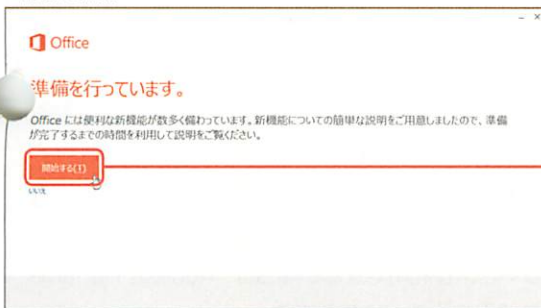 Office
準備を行っています。
Office には便利な新機能が数多く備わっています。新機能についての簡単な説明をご用意しましたので、準備
が完了するまでの時間を利用して説明をご覧ください。
開始する(1)
いいえ